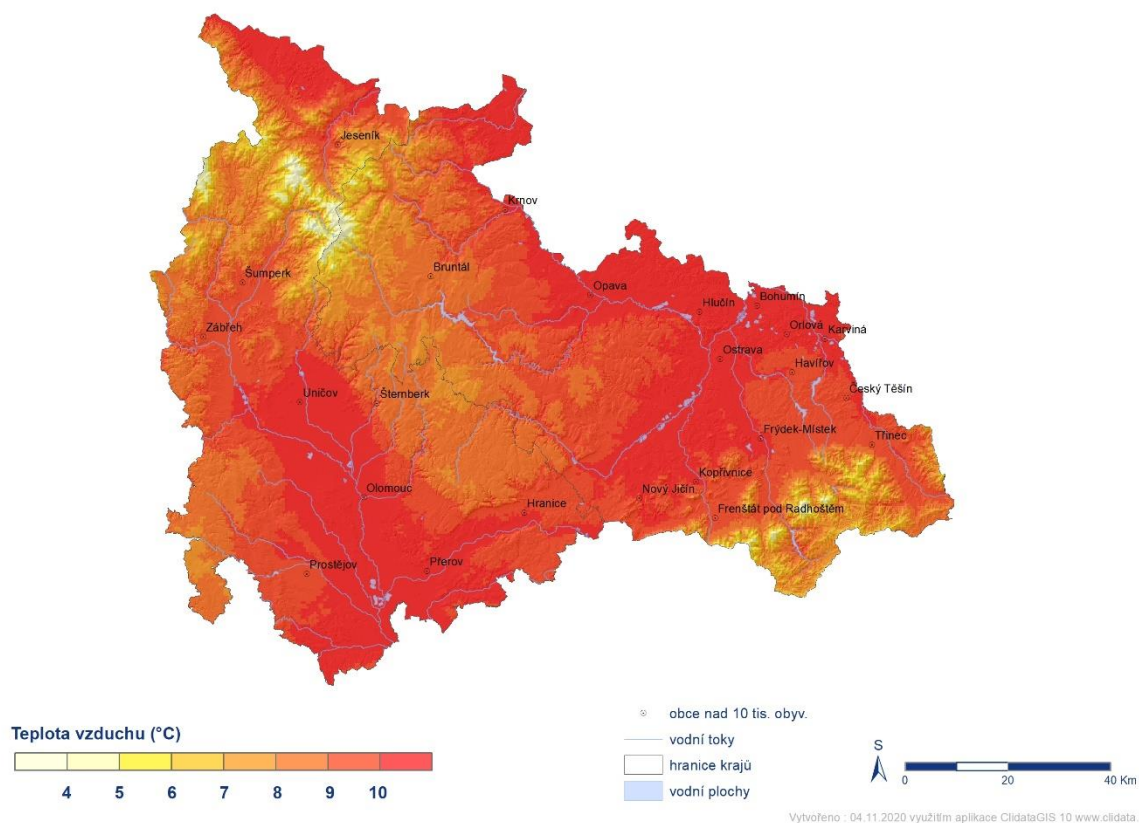 Jeseník
Krnov
Bruntál
Šumperk
Opava
Bohumín
Hlučín
Orlová
Karviná
Zábřeh
Ostrava
Havířov
Český Těšín
Uničov
Šternberk
Frýdek-Místek
Třinec
Kopřivnice
Olomouc
Nový Jičín
Hranice
Frenštát pod Radhoštěm
Přerov
Prostějov
Teplota vzduchu (°C)
4 5 6 7 8 9 10
obce nad 10 tis. obyv.
vodní toky
hranice krajů
vodní plochy
S
0 20 40 Km
Vytvořeno : 04.11.2020 využitím aplikace ClidataGIS 10 www.clidata.